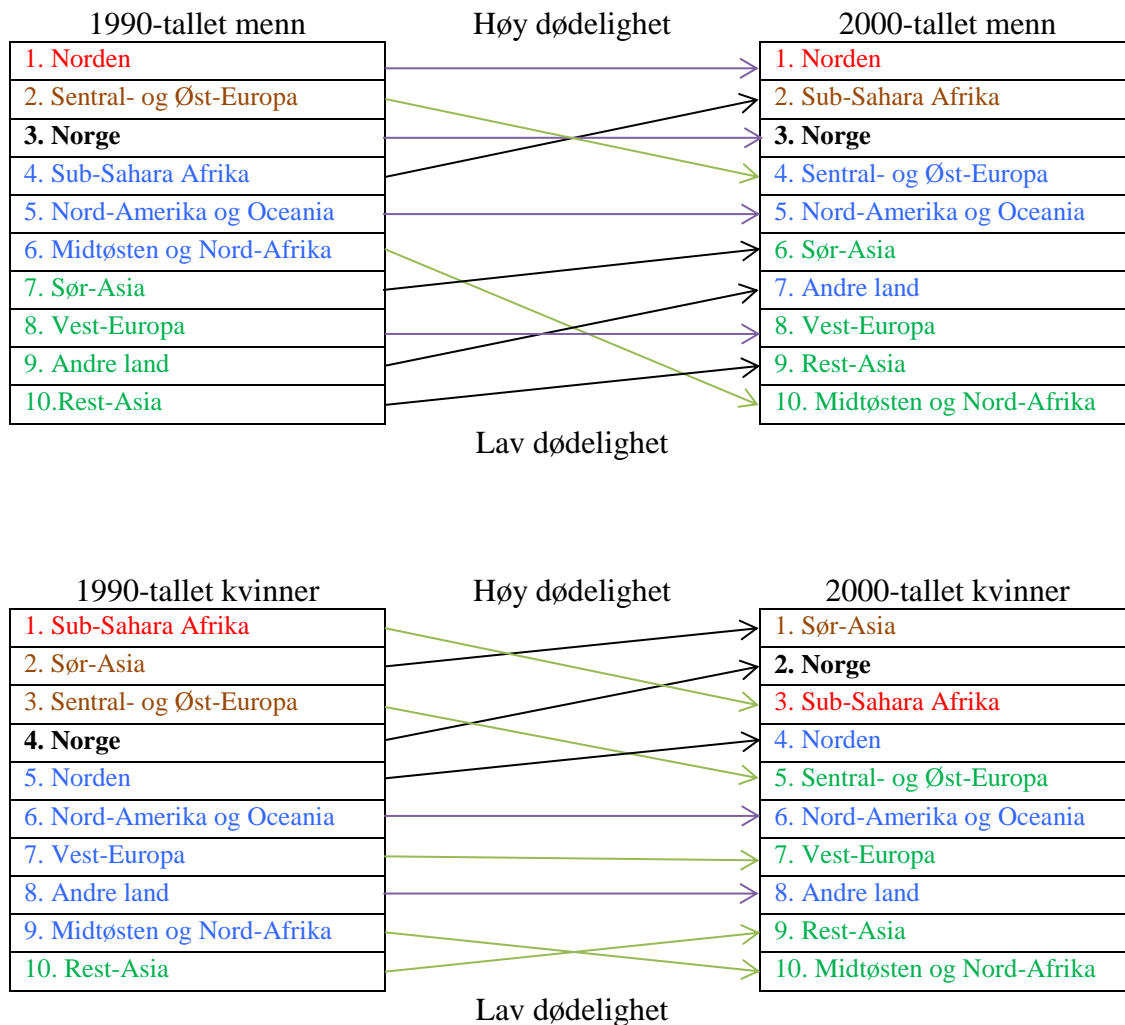 1990-tallet menn Høy dødelighet 2000-tallet menn
1. Norden 1. Norden
2. Sentral- og Øst-Europa 2. Sub-Sahara Afrika
3. Norge 3. Norge
4. Sub-Sahara Afrika 4. Sentral- og Øst-Europa
5. Nord-Amerika og Oceania 5. Nord-Amerika og Oceania
6. Midtøsten og Nord-Afrika 6. Sør-Asia
7. Sør-Asia 7. Andre land
8. Vest-Europa 8. Vest-Europa
9. Andre land 9. Rest-Asia
10.Rest-Asia 10. Midtøsten og Nord-Afrika
Lav dødelighet
1990-tallet kvinner Høy dødelighet 2000-tallet kvinner
1. Sub-Sahara Afrika 1. Sør-Asia
2. Sør-Asia 2. Norge
3. Sentral- og Øst-Europa 3. Sub-Sahara Afrika
4. Norge 4. Norden
5. Norden 5. Sentral- og Øst-Europa
6. Nord-Amerika og Oceania 6. Nord-Amerika og Oceania
7. Vest-Europa 7. Vest-Europa
8. Andre land 8. Andre land
9. Midtøsten og Nord-Afrika 9. Rest-Asia
10. Rest-Asia 10. Midtøsten og Nord-Afrika
Lav dødelighet